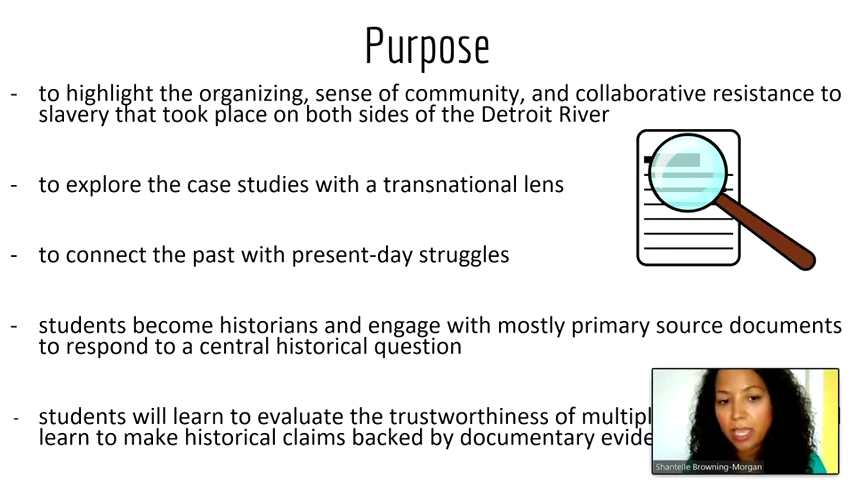 Purpose
- to highlight the organizing, sense of community, and collaborative resistance to
slavery that took place on both sides of the Detroit River
- to explore the case studies with a transnational lens
- to connect the past with present-day struggles
- students become historians and engage with mostly primary source documents
to respond to a central historical question
- students will learn to evaluate the trustworthiness of
learn to make historical claims backed by documentary
Shantelle Browning-Morgan